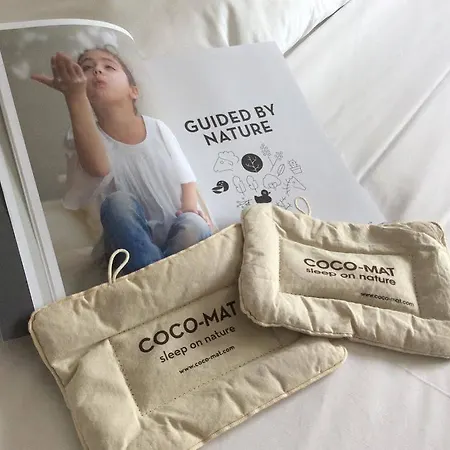 GUIDED BY
NATURE
COCO-MAT
sleep on nature
www.coco-mat.com
COCO-MAT
sleep on nature
www.coco-mat.com